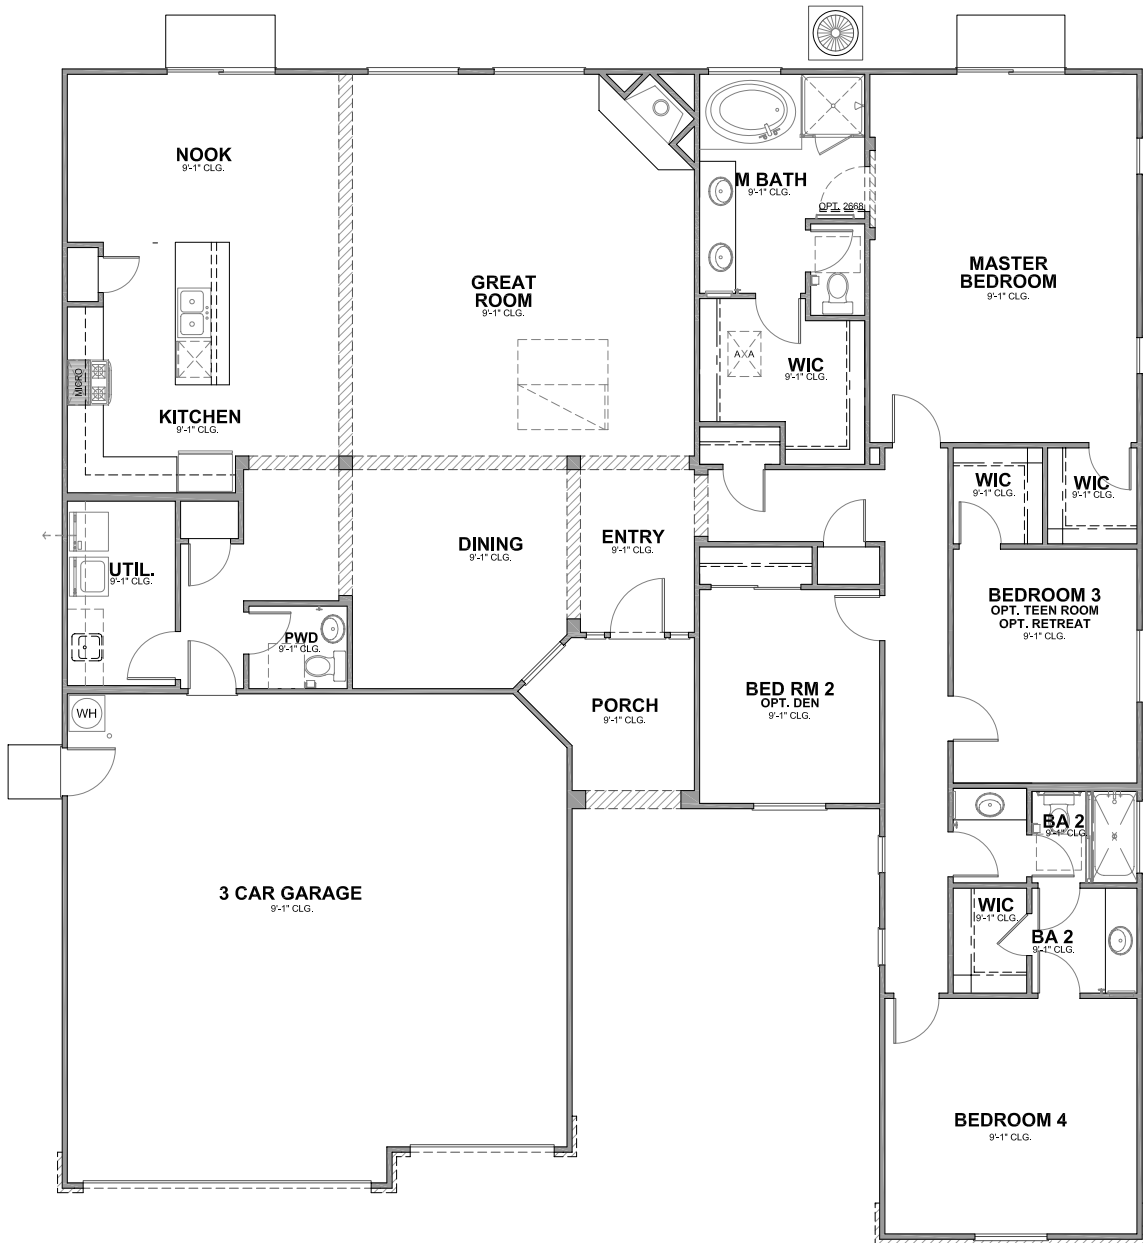 NOOK
9'-1" CLG.
M BATH
9'-1" CLG.
OPT. 2668
GREAT
ROOM
9'-1" CLG.
MASTER
BEDROOM
9'-1" CLG.
AXA
WIC
9'-1" CLG.
MICRO
KITCHEN
9'-1" CLG.
WIC
9'-1" CLG.
WIC
9'-1" CLG.
UTIL.
9'-1" CLG.
DINING
9'-1" CLG.
ENTRY
9'-1" CLG.
BEDROOM 3
OPT. TEEN ROOM
OPT. RETREAT
9'-1" CLG.
PWD
9'-1" CLG.
BED RM 2
OPT. DEN
9'-1" CLG.
PORCH
9'-1" CLG.
WH
BA 2
9'-1" CLG.
3 CAR GARAGE
9'-1" CLG.
WIC
9'-1" CLG.
BA 2
9'-1" CLG.
BEDROOM 4
9'-1" CLG.